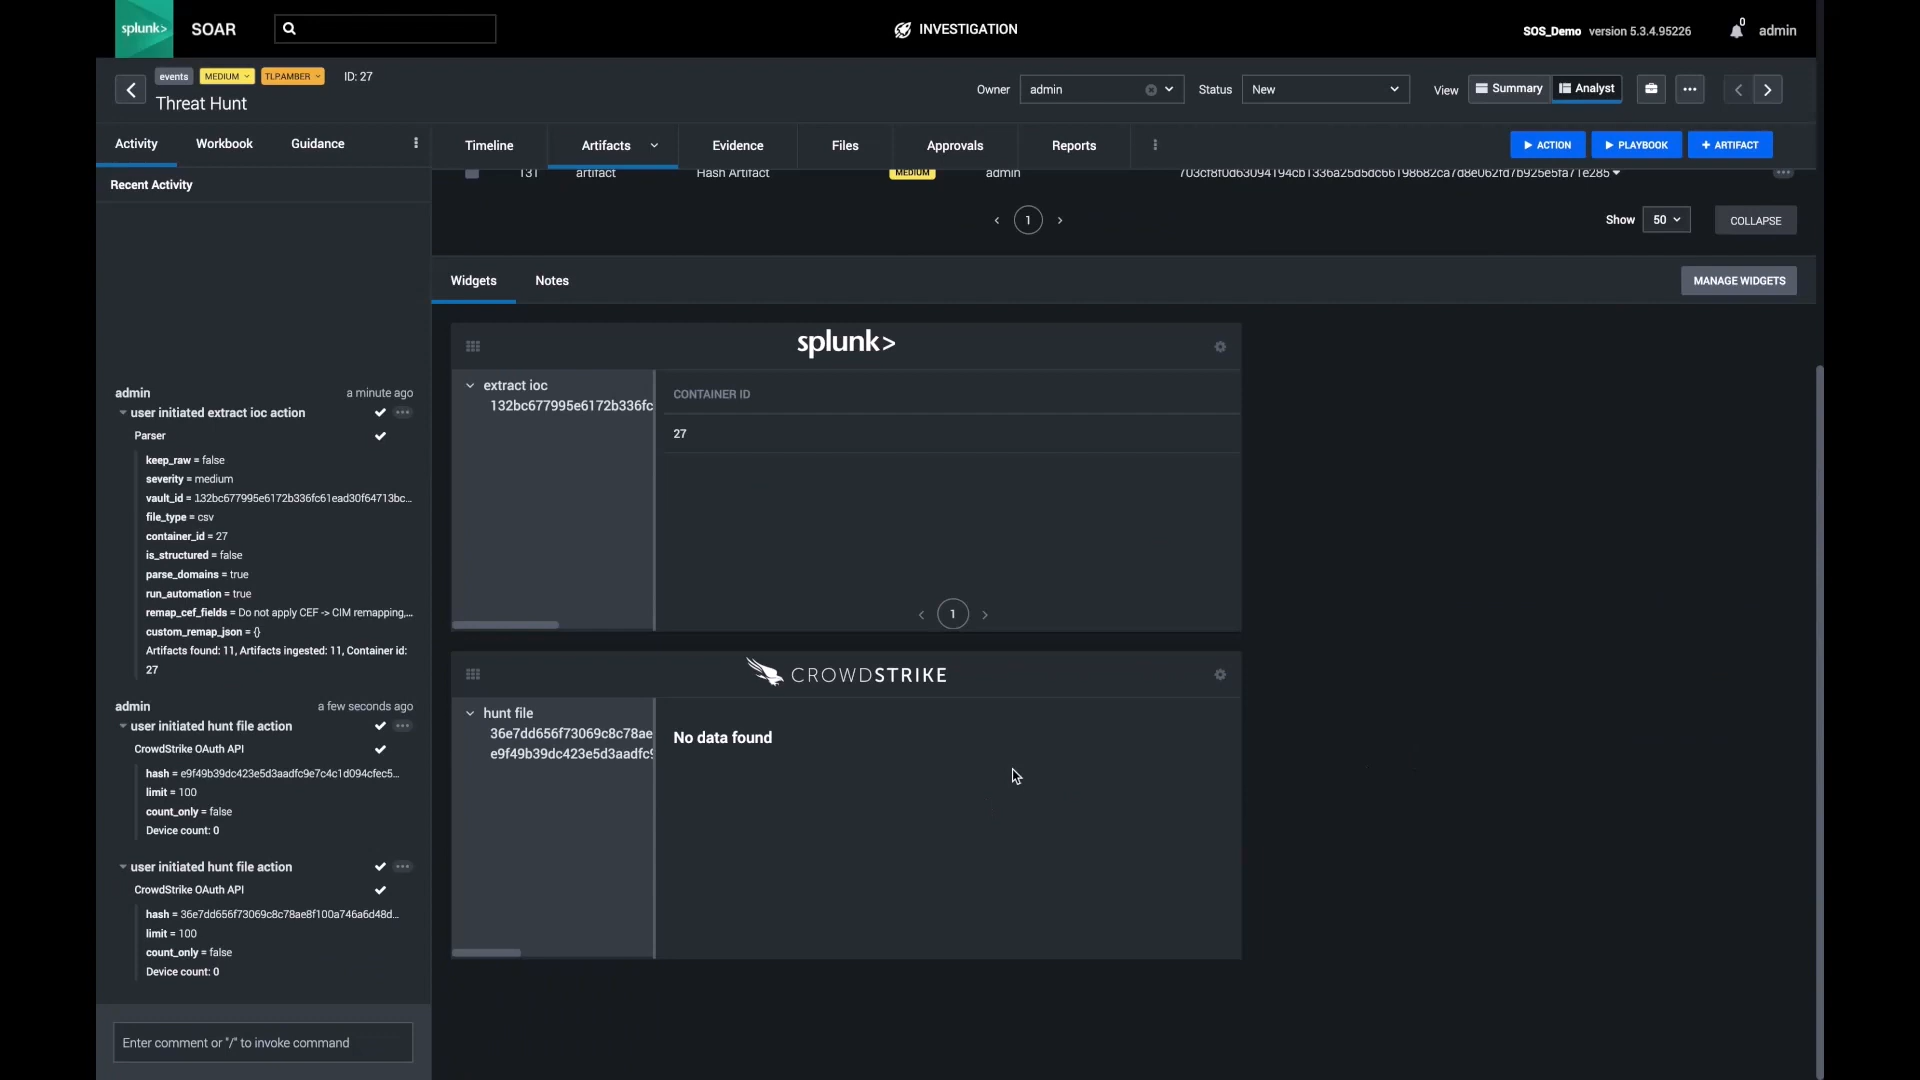 splunk>
SOAR
INVESTIGATION
SOS_Demo version 5.3.4.95226
0
admin
events
MEDIUM
TLP:AMBER
ID: 27
Threat Hunt
Owner
admin
Status
New
View
Summary
Analyst
Activity
Workbook
Guidance
Timeline
Artifacts
Evidence
Files
Approvals
Reports
ACTION
PLAYBOOK
+ ARTIFACT
Recent Activity
131
artifact
Hash Artifact
MEDIUM
admin
1
Show
50
COLLAPSE
Widgets
Notes
MANAGE WIDGETS
admin
a minute ago
user initiated extract ioc action
Parser
keep_raw = false
severity = medium
vault_id = 132bc677995e6172b336fc61ead30f64713bc...
file_type = csv
container_id = 27
is_structured = false
parse_domains = true
run_automation = true
remap_cef_fields = Do not apply CEF -> CIM remapping,...
custom_remap_json = {}
Artifacts found: 11, Artifacts ingested: 11, Container id:
27
admin
a few seconds ago
user initiated hunt file action
CrowdStrike OAuth API
hash = e9f49b39dc423e5d3aadfc9e7c4c1d094cfec5...
limit = 100
count_only = false
Device count: 0
user initiated hunt file action
CrowdStrike OAuth API
hash = 36e7dd656f73069c8c78ae8f100a746a6d48d...
limit = 100
count_only = false
Device count: 0
Enter comment or "/" to invoke command
splunk>
extract ioc
132bc677995e6172b336fc
CONTAINER ID
27
1
CROWDSTRIKE
hunt file
36e7dd656f73069c8c78ae
e9f49b39dc423e5d3aadfc9
No data found